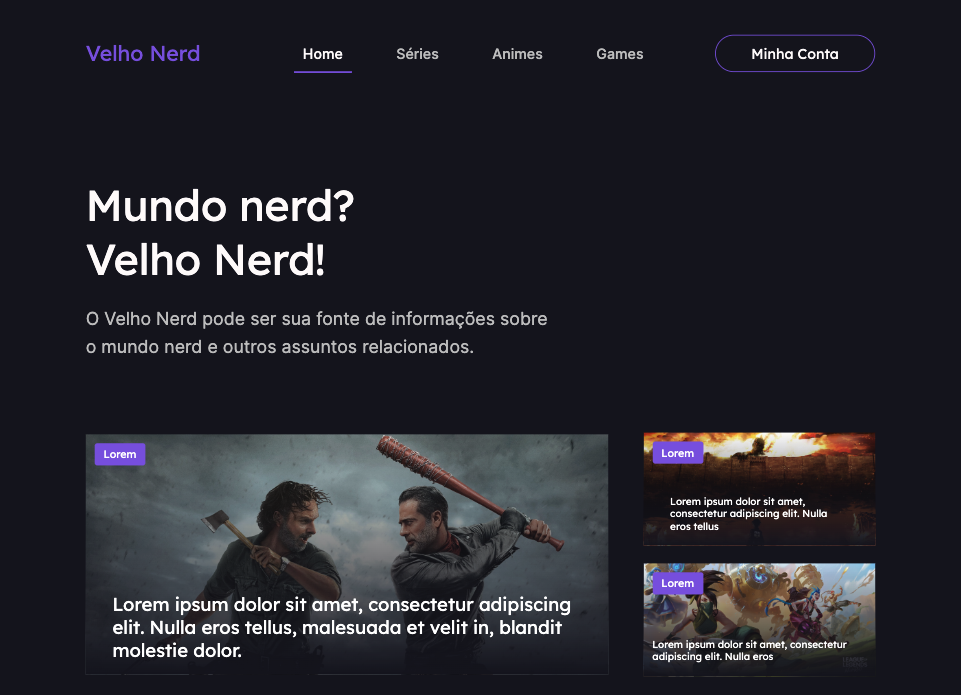 Velho Nerd
Home
Séries
Animes
Games
Minha Conta
Mundo nerd?
Velho Nerd!
O Velho Nerd pode ser sua fonte de informações sobre
o mundo nerd e outros assuntos relacionados.
Lorem
Lorem ipsum dolor sit amet, consectetur adipiscing
elit. Nulla eros tellus, malesuada et velit in, blandit
molestie dolor.
Lorem
Lorem ipsum dolor sit amet,
consectetur adipiscing elit. Nulla
eros tellus
Lorem
Lorem ipsum dolor sit amet, consectetur
adipiscing elit. Nulla eros